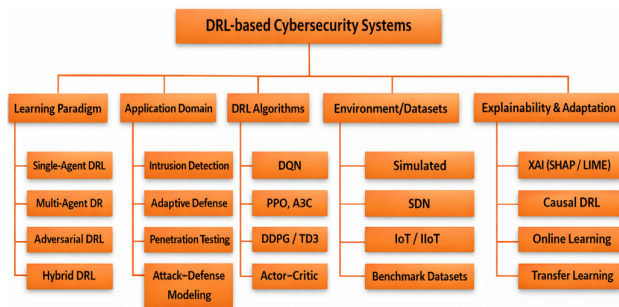 DRL-based Cybersecurity Systems
Learning Paradigm
Application Domain
DRL Algorithms
Environment/Datasets
Explainability & Adaptation
Single-Agent DRL
Intrusion Detection
DQN
Simulated
XAI (SHAP / LIME)
Multi-Agent DR
Adaptive Defense
PPO, A3C
SDN
Causal DRL
Adversarial DRL
Penetration Testing
DDPG / TD3
IoT / IIoT
Online Learning
Hybrid DRL
Attack–Defense
Modeling
Actor–Critic
Benchmark Datasets
Transfer Learning